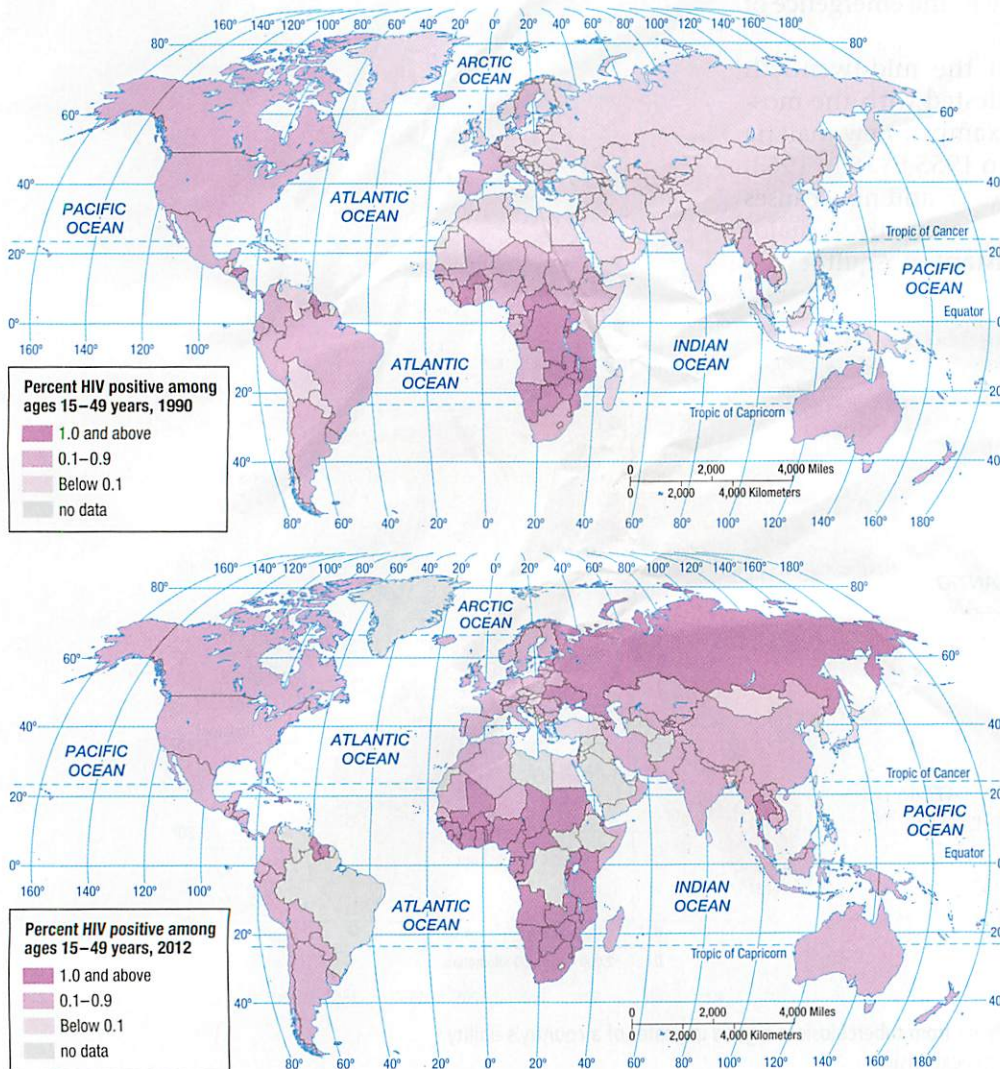 the emergence of
160° 140° 120° 100° 80° 60° 40° 20° 0° 20° 40° 60° 80° 100° 120° 140° 160° 180°
80°
80°
ARCTIC
OCEAN
60°
60°
40°
40°
PACIFIC
OCEAN
ATLANTIC
OCEAN
20°
Tropic of Cancer
20°
PACIFIC
OCEAN
Equator
0°
160° 140° 120° 100°
INDIAN
OCEAN
ATLANTIC
OCEAN
20°
20°
Tropic of Capricorn
Percent HIV positive among
ages 15–49 years, 1990
1.0 and above
0.1–0.9
Below 0.1
no data
40°
0 2,000 4,000 Miles
0 2,000 4,000 Kilometers
40°
80° 60° 40° 20° 0° 20° 40° 60° 80° 100° 120° 140° 160° 180°
160° 140° 120° 100° 80° 60° 40° 20° 0° 20° 40° 60° 80° 100° 120° 140° 160° 180°
80°
80°
ARCTIC
OCEAN
60°
60°
40°
40°
PACIFIC
OCEAN
ATLANTIC
OCEAN
20°
Tropic of Cancer
20°
PACIFIC
OCEAN
Equator
0°
160° 140° 120° 100°
INDIAN
OCEAN
ATLANTIC
OCEAN
20°
20°
Tropic of Capricorn
Percent HIV positive among
ages 15–49 years, 2012
1.0 and above
0.1–0.9
Below 0.1
no data
40°
0 2,000 4,000 Miles
0 2,000 4,000 Kilometers
40°
80° 60° 40° 20° 0° 20° 40° 60° 80° 100° 120° 140° 160° 180°